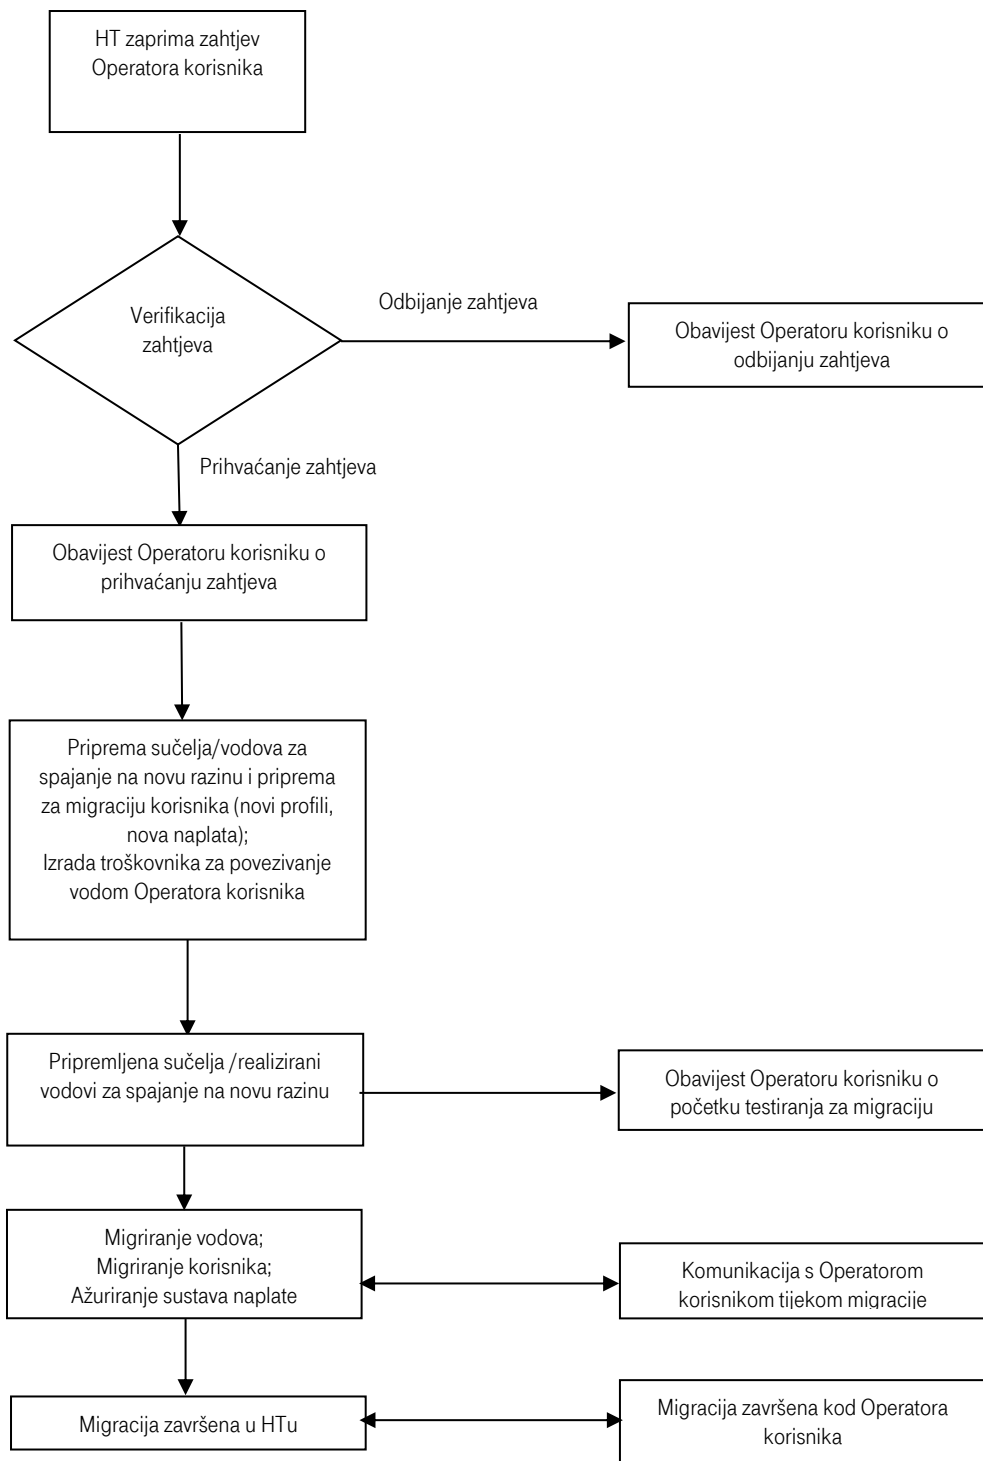 HT zaprima zahtjev
Operatora korisnika
Verifikacija
zahtjeva
Odbijanje zahtjeva
Obavijest Operatoru korisniku o
odbijanju zahtjeva
Prihvaćanje zahtjeva
Obavijest Operatoru korisniku o
prihvaćanju zahtjeva
Priprema sučelja/vodova za
spajanje na novu razinu i priprema
za migraciju korisnika (novi profili,
nova naplata);
Izrada troškovnika za povezivanje
vodom Operatora korisnika
Pripremljena sučelja /realizirani
vodovi za spajanje na novu razinu
Obavijest Operatoru korisniku o
početku testiranja za migraciju
Migriranje vodova;
Migriranje korisnika;
Ažuriranje sustava naplate
Komunikacija s Operatorom
korisnikom tijekom migracije
Migracija završena u HTu
Migracija završena kod Operatora
korisnika